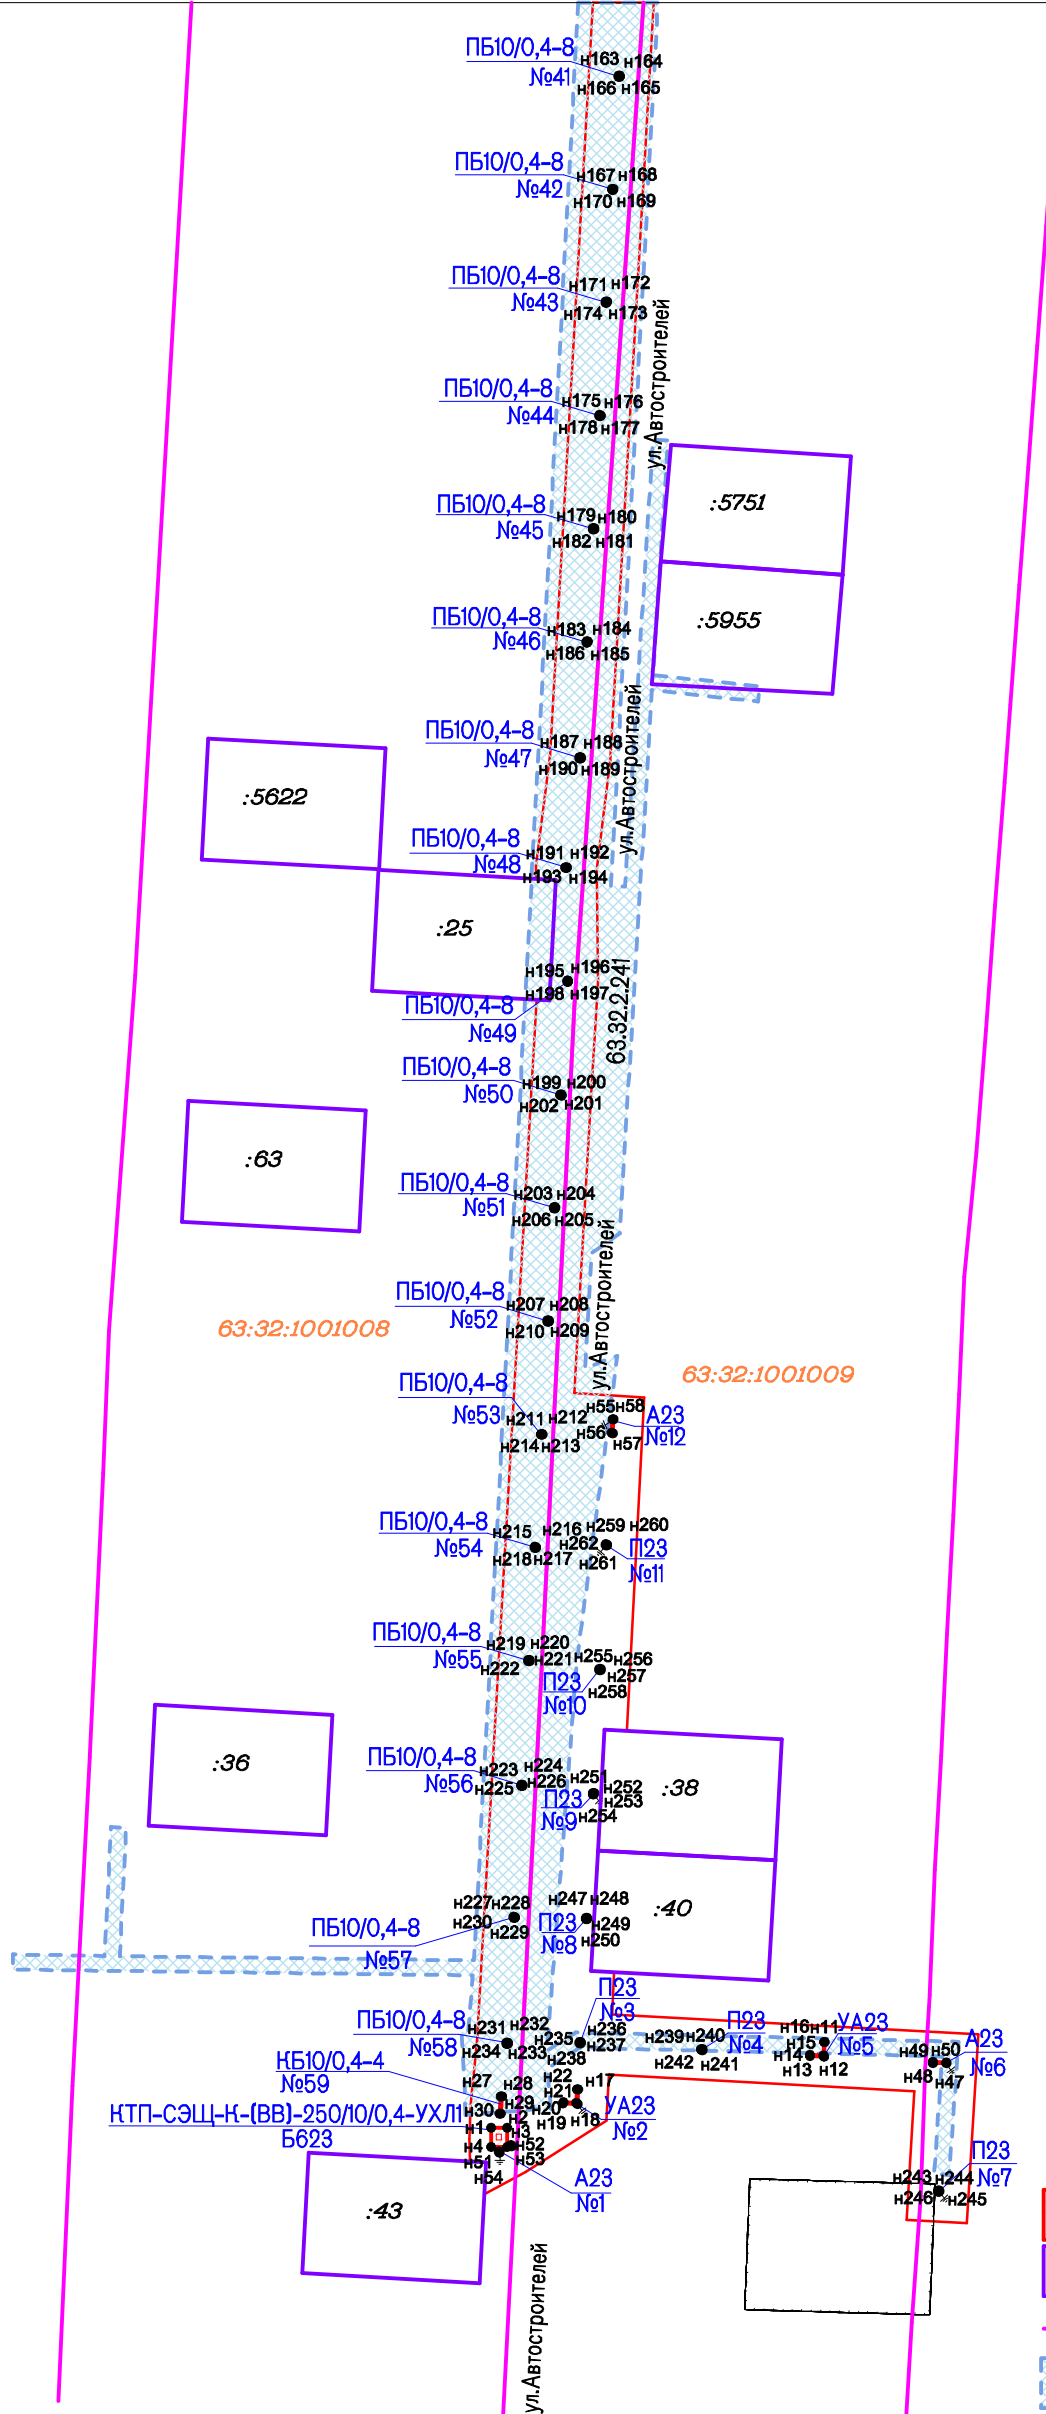 ПБ10/0,4-8
№41
н163 н164
н166 н165
ПБ10/0,4-8
№42
н167 н168
н170 н169
ПБ10/0,4-8
№43
н171 н172
н174 н173
ул.Автостроителей
ПБ10/0,4-8
№44
н175 н176
н178 н177
:5751
ПБ10/0,4-8
№45
н179 н180
н182 н181
ПБ10/0,4-8
№46
н183 н184
н186 н185
:5955
ул.Автостроителей
ПБ10/0,4-8
№47
н187 н188
н190 н189
:5622
ПБ10/0,4-8
№48
н191 н192
н193 н194
:25
н195 н196
н198 н197
ПБ10/0,4-8
№49
63.32.2.241
ПБ10/0,4-8
№50
н199 н200
н202 н201
:63
ПБ10/0,4-8
№51
н203 н204
н206 н205
ул.Автостроителей
ПБ10/0,4-8
№52
н207 н208
н210 н209
63:32:1001008
63:32:1001009
ПБ10/0,4-8
№53
н211 н212
н214 н213
н55 н58
н56 н57
А23
№12
ПБ10/0,4-8
№54
н215 н216
н218 н217
н259 н260
н262 н261
П23
№11
ПБ10/0,4-8
№55
н219 н220
н222 н221
н255 н256
н257
н258
П23
№10
:36
ПБ10/0,4-8
№56
н223 н224
н225 н226
н251 н252
н253
н254
П23
№9
:38
н227 н228
н230 н229
ПБ10/0,4-8
№57
н247 н248
н249
н250
П23
№8
:40
П23
№3
ПБ10/0,4-8
№58
н231 н232
н234 н233
н235 н236
н238 н237
н239 н240
н242 н241
П23
№4
н16 н11
н15
н14
н13 н12
УА23
№5
н49 н50
н48 н47
А23
№6
КБ10/0,4-4
№59
н27 н28
н30 н29
н22 н17
н21
н20
н19 н18
УА23
№2
КТП-СЭЩ-К-(ВВ)-250/10/0,4-УХЛ1
Б623
н1 н2
н4 н3
н51 н52
н54 н53
А23
№1
П23
№7
н243 н244
н246 н245
:43
ул.Автостроителей